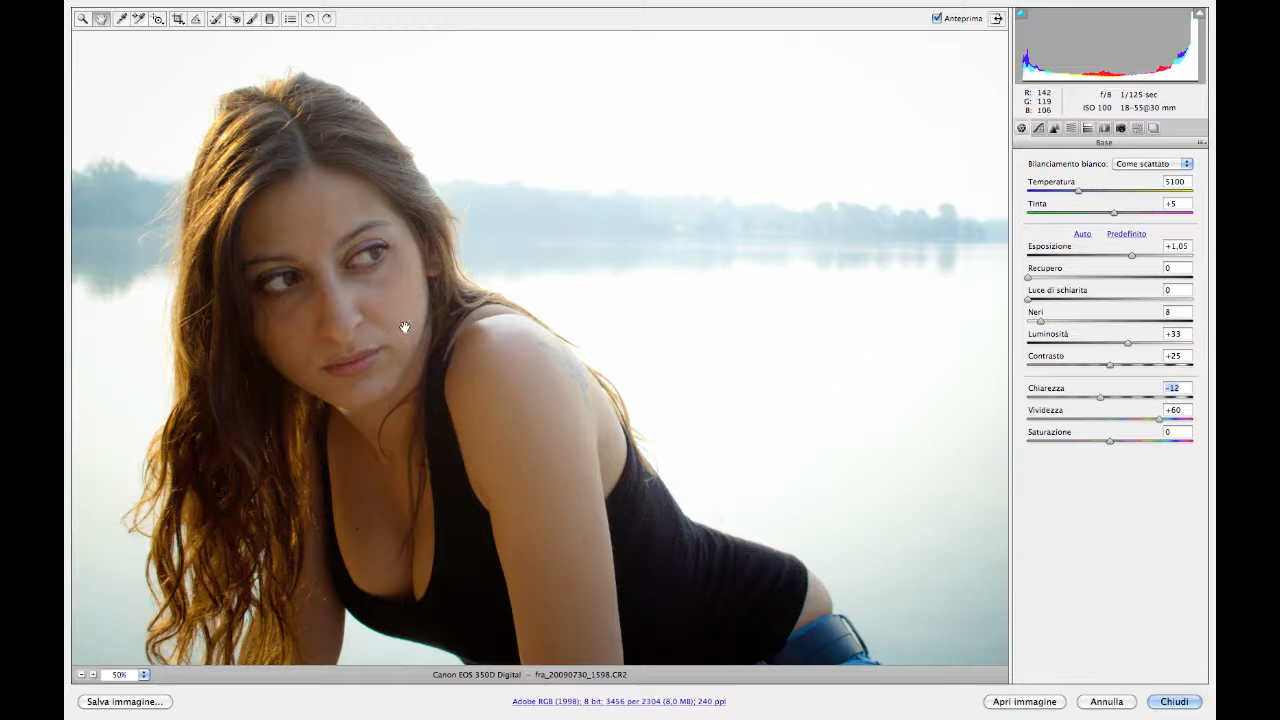 Anteprima
R: 142
G: 119
B: 106
f/8 1/125 sec
ISO 100 18-55@30 mm
Base
Bilanciamento bianco: Come scattato
Temperatura 5100
Tinta +5
Auto Predefinito
Esposizione +1,05
Recupero 0
Luce di schiarita 0
Neri 8
Luminosità +33
Contrasto +25
Chiarezza -12
Vividezza +60
Saturazione 0
50% Canon EOS 350D Digital - fra_20090730_1598.CR2
Salva immagine... Adobe RGB (1998); 8 bit; 3456 per 2304 (8,0 MB); 240 ppi Apri immagine Annulla Chiudi